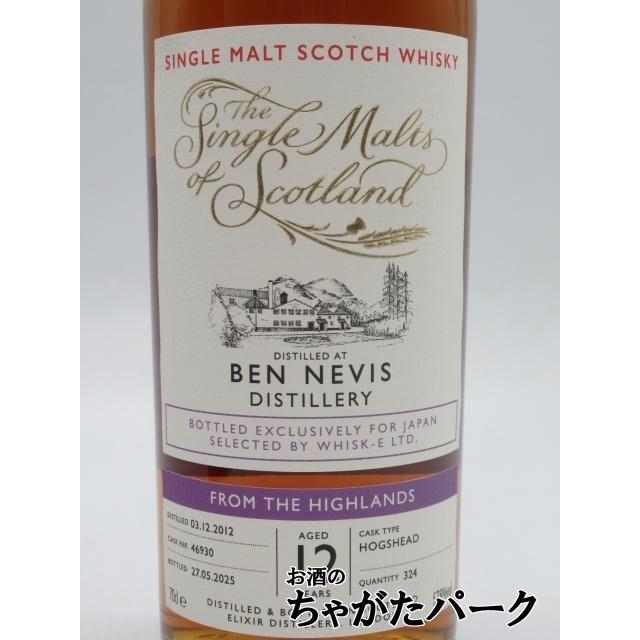 SINGLE MALT SCOTCH WHISKY
The
Single Malts
of Scotland
DISTILLED AT
BEN NEVIS
DISTILLERY
BOTTLED EXCLUSIVELY FOR JAPAN
SELECTED BY WHISK-E LTD.
FROM THE HIGHLANDS
DISTILLED 03.12.2012
CASK REF. 46930
BOTTLED 27.05.2025
AGED
12
YEARS
CASK TYPE
HOGSHEAD
QUANTITY 324
70cl e
DISTILLED &
ELIXIR
お酒の
ちゃがたパーク